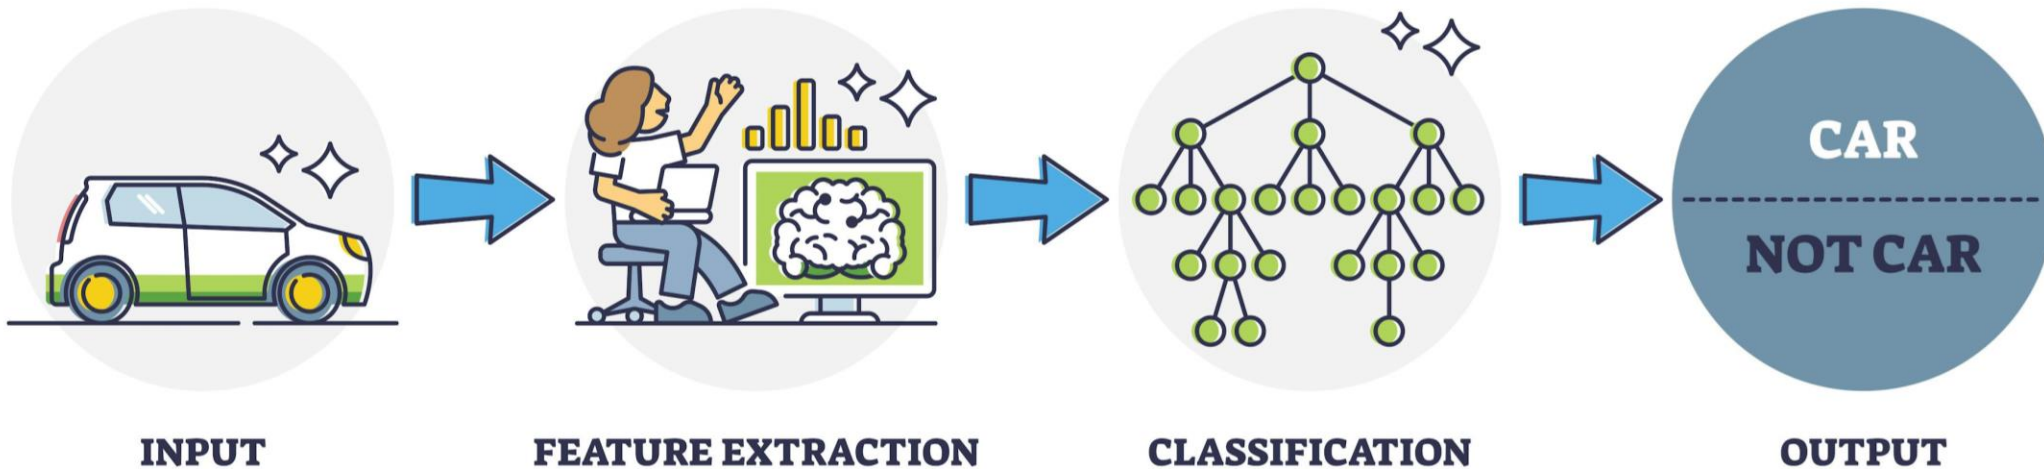 CAR
NOT CAR
INPUT
FEATURE EXTRACTION
CLASSIFICATION
OUTPUT